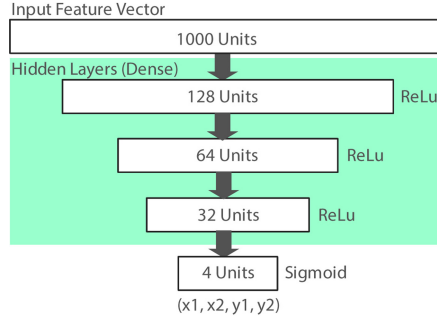 Input Feature Vector
1000 Units
Hidden Layers (Dense)
128 Units ReLu
64 Units ReLu
32 Units ReLu
4 Units Sigmoid
(x1, x2, y1, y2)